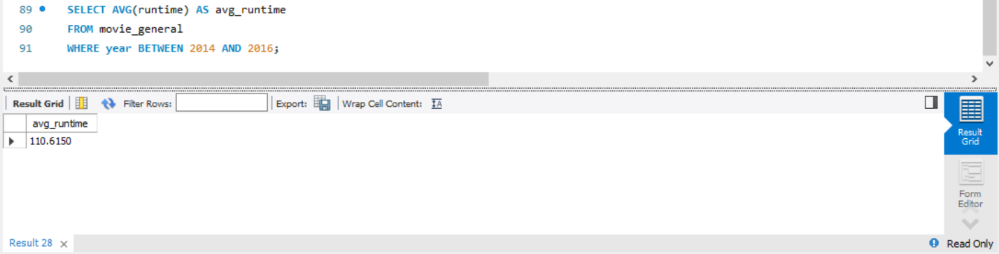 89 SELECT AVG(runtime) AS avg_runtime
90 FROM movie_general
91 WHERE year BETWEEN 2014 AND 2016;
Result Grid Filter Rows: Export: Wrap Cell Content: IA
avg_runtime
110.6150
Result
Grid
Form
Editor
Result 28 Read Only